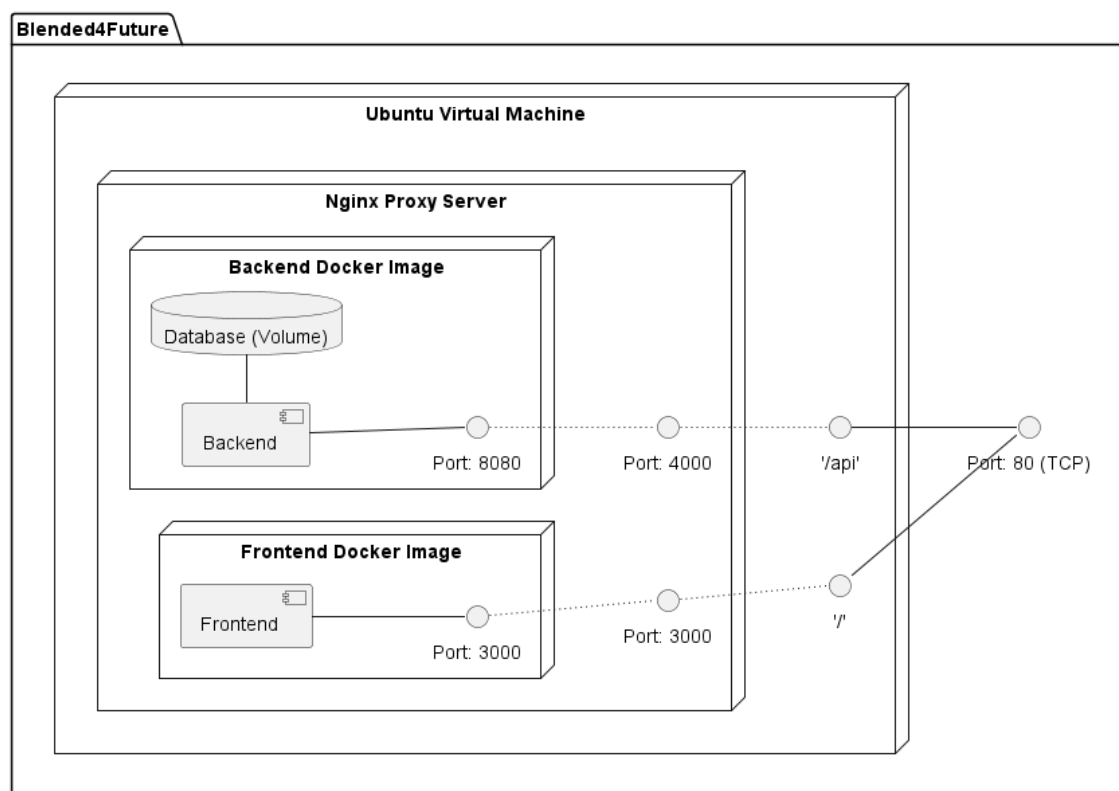 Blended4Future
Ubuntu Virtual Machine
Nginx Proxy Server
Backend Docker Image
Database (Volume)
Backend
Port: 8080
Port: 4000
'/api'
Port: 80 (TCP)
Frontend Docker Image
Frontend
Port: 3000
Port: 3000
'/'